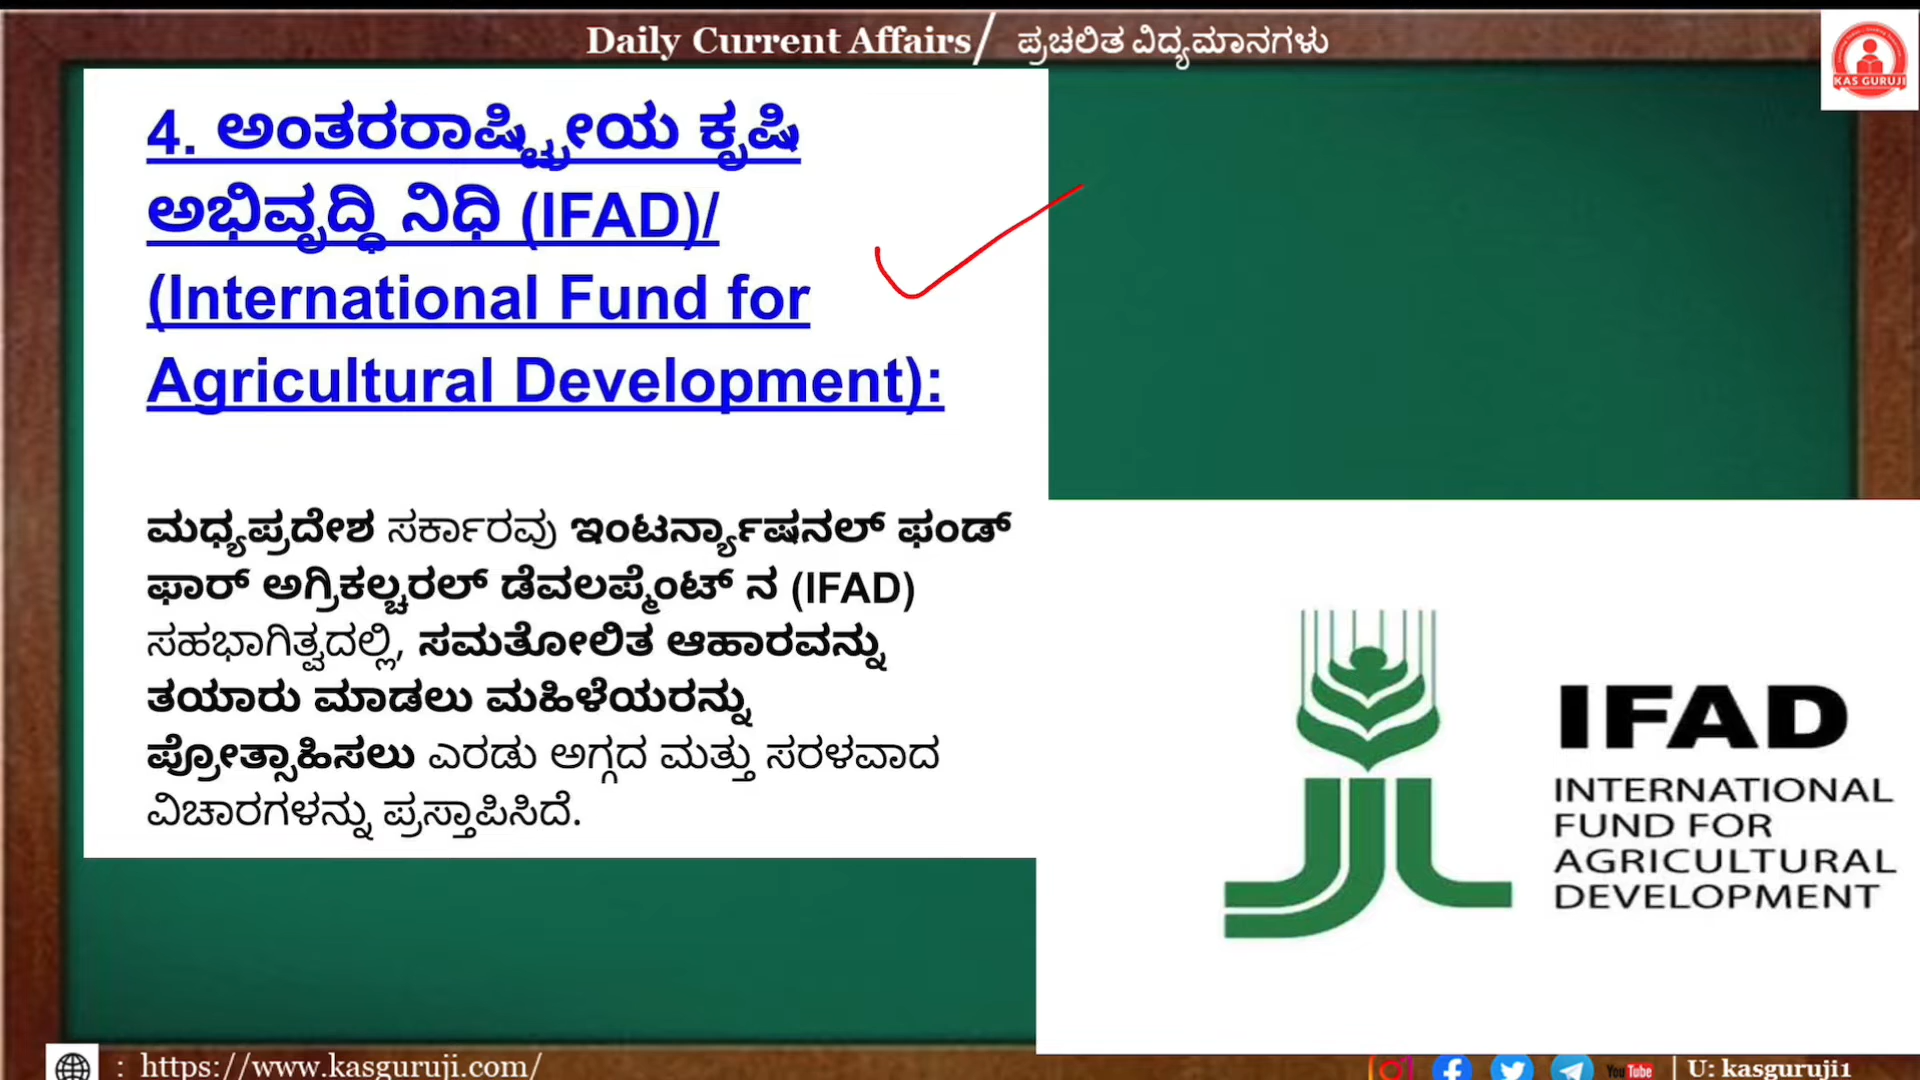 Daily Current Affairs/ ಪ್ರಚಲಿತ ವಿದ್ಯಮಾನಗಳು
KAS GURUJI
4. ಅಂತರರಾಷ್ಟ್ರೀಯ ಕೃಷಿ
ಅಭಿವೃದ್ಧಿ ನಿಧಿ (IFAD)/
(International Fund for
Agricultural Development):
ಮಧ್ಯಪ್ರದೇಶ ಸರ್ಕಾರವು ಇಂಟರ್ನ್ಯಾಷನಲ್ ಫಂಡ್
ಫಾರ್ ಅಗ್ರಿಕಲ್ಚರಲ್ ಡೆವಲಪ್ಮೆಂಟ್ ನ (IFAD)
ಸಹಭಾಗಿತ್ವದಲ್ಲಿ, ಸಮತೋಲಿತ ಆಹಾರವನ್ನು
ತಯಾರು ಮಾಡಲು ಮಹಿಳೆಯರನ್ನು
ಪ್ರೋತ್ಸಾಹಿಸಲು ಎರಡು ಅಗ್ಗದ ಮತ್ತು ಸರಳವಾದ
ವಿಚಾರಗಳನ್ನು ಪ್ರಸ್ತಾಪಿಸಿದೆ.
IFAD
INTERNATIONAL
FUND FOR
AGRICULTURAL
DEVELOPMENT
: https://www.kasguruji.com/
YouTube | U: kasguruji1